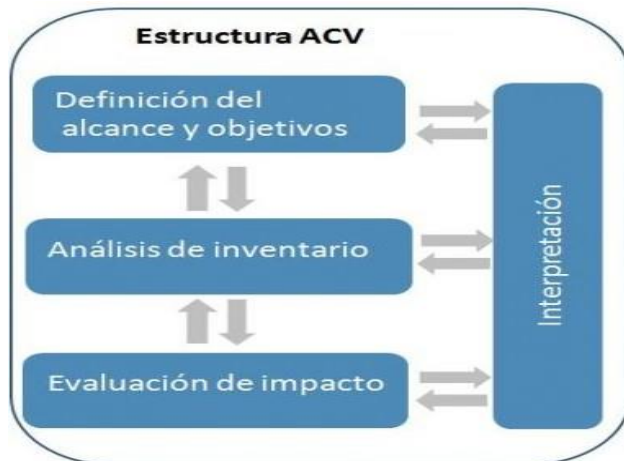 Estructura ACV
Definición del
alcance y objetivos
Análisis de inventario
Evaluación de impacto
Interpretación